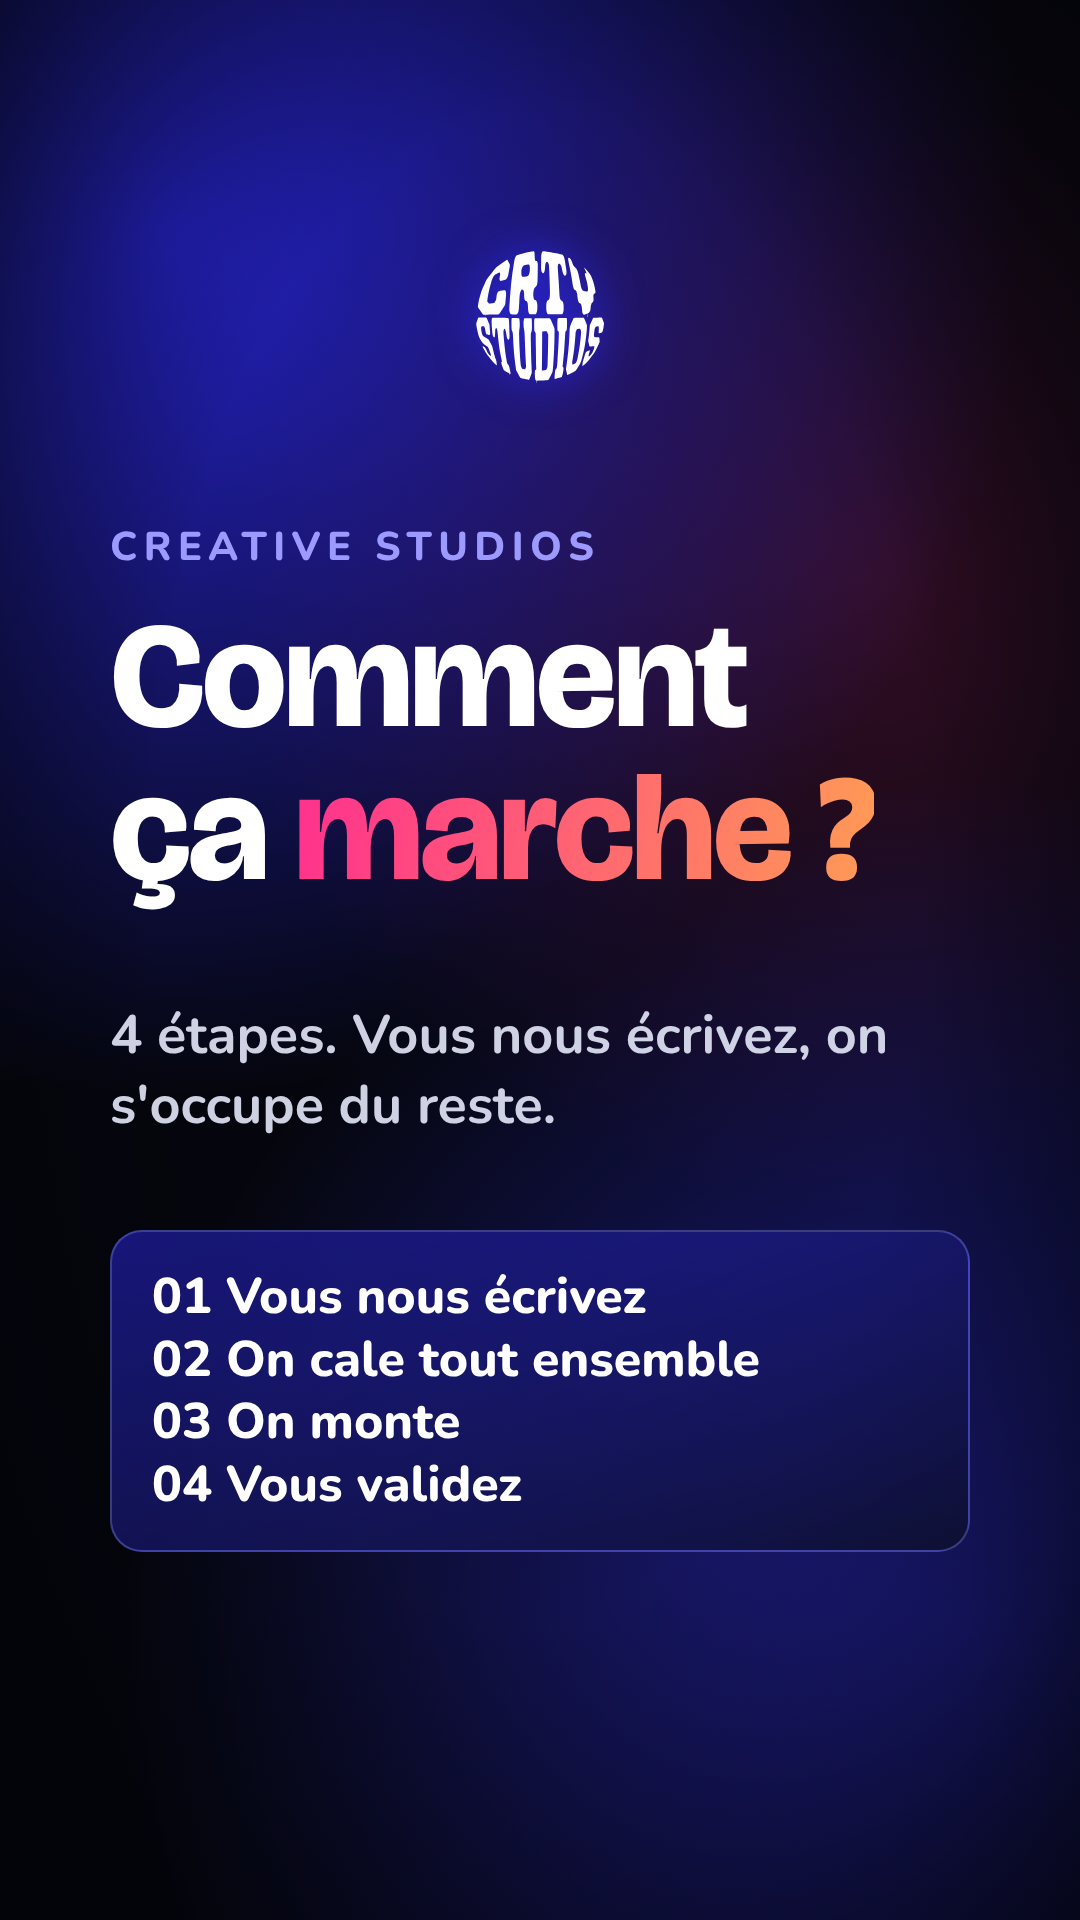 CRTV
STUDIOS
CREATIVE STUDIOS
Comment
ça marche ?
4 étapes. Vous nous écrivez, on
s'occupe du reste.
01 Vous nous écrivez
02 On cale tout ensemble
03 On monte
04 Vous validez